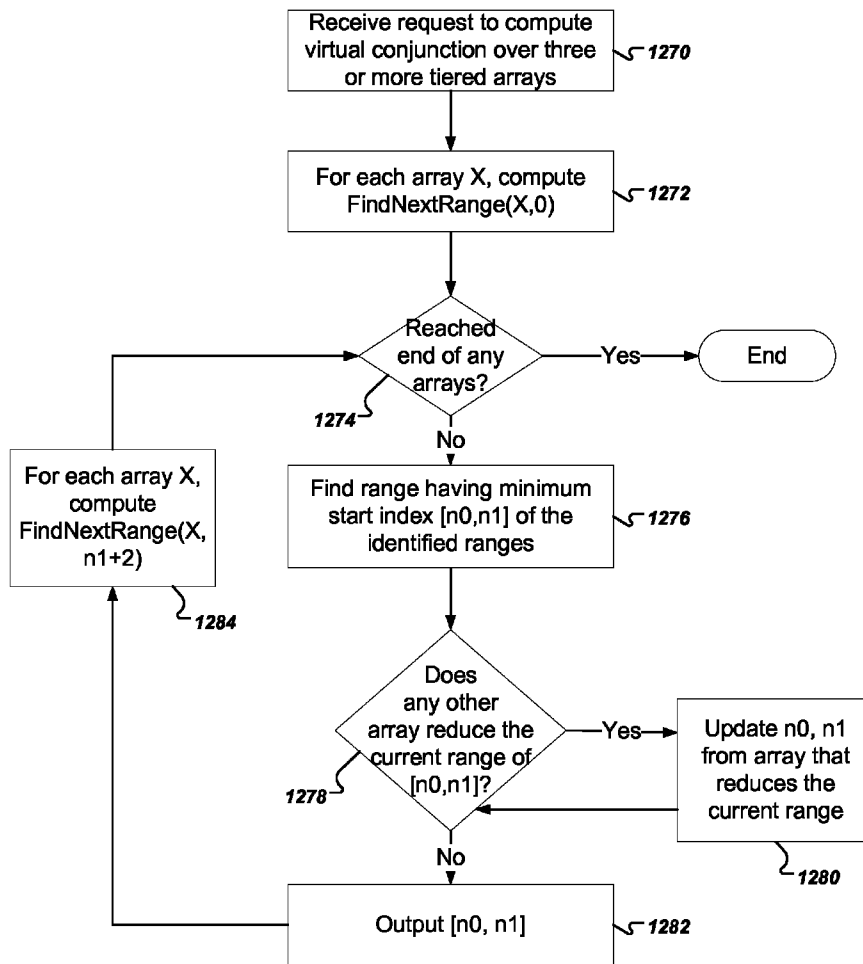 Receive request to compute
virtual conjunction over three
or more tiered arrays
1270
For each array X, compute
FindNextRange(X,0)
1272
Reached
end of any
arrays?
1274
Yes
End
No
For each array X,
compute
FindNextRange(X,
n1+2)
1284
Find range having minimum
start index [n0,n1] of the
identified ranges
1276
Does
any other
array reduce the
current range of
[n0,n1]?
1278
Yes
Update n0, n1
from array that
reduces the
current range
1280
No
Output [n0, n1]
1282